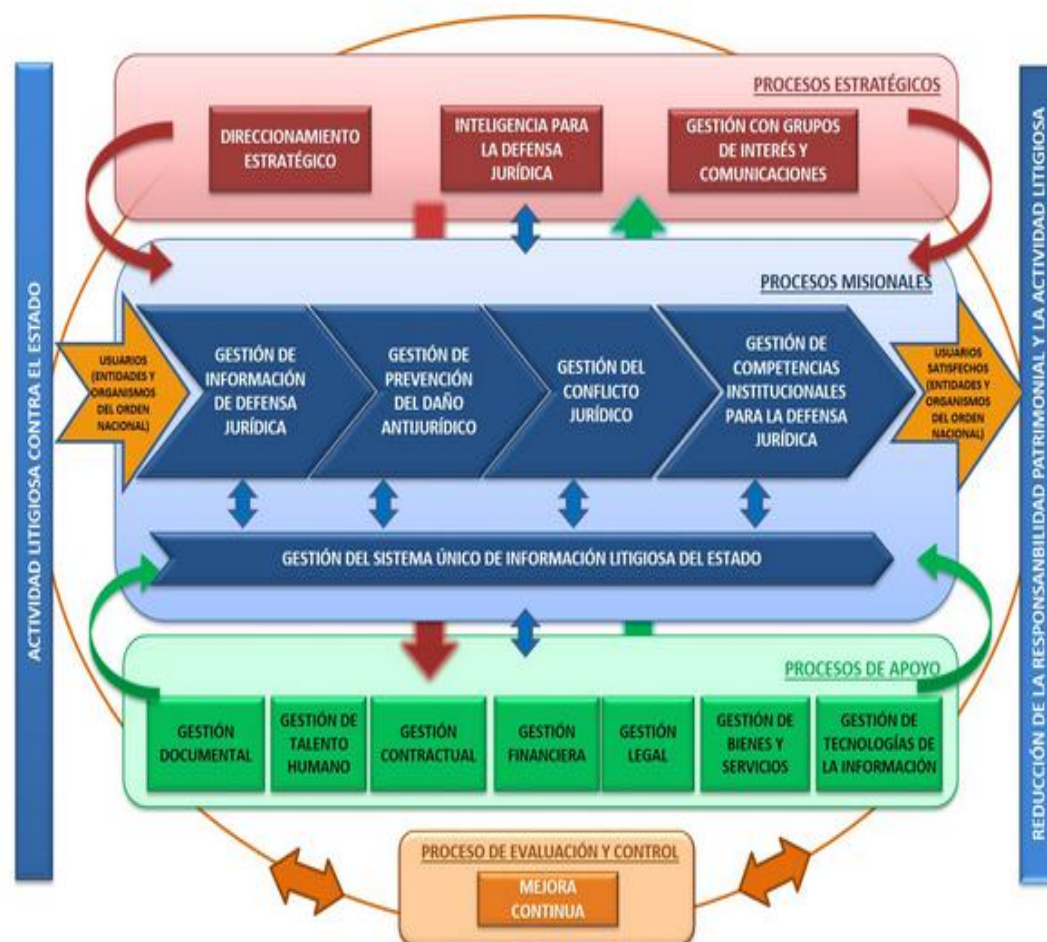 PROCESOS ESTRATÉGICOS
DIRECCIONAMIENTO
ESTRATÉGICO
INTELIGENCIA PARA
LA DEFENSA
JURÍDICA
GESTIÓN CON GRUPOS
DE INTERÉS Y
COMUNICACIONES
ACTIVIDAD LITIGIOSA CONTRA EL ESTADO
PROCESOS MISIONALES
USUARIOS
(ENTIDADES Y
ORGANISMOS
DEL ORDEN
NACIONAL)
GESTIÓN DE
INFORMACIÓN
DE DEFENSA
JURÍDICA
GESTIÓN DE
PREVENCIÓN
DEL DAÑO
ANTIJURÍDICO
GESTIÓN DEL
CONFLICTO
JURÍDICO
GESTIÓN DE
COMPETENCIAS
INSTITUCIONALES
PARA LA DEFENSA
JURÍDICA
USUARIOS
SATISFECHOS
(ENTIDADES Y
ORGANISMOS
DEL ORDEN
NACIONAL)
GESTIÓN DEL SISTEMA ÚNICO DE INFORMACIÓN LITIGIOSA DEL ESTADO
REDUCCIÓN DE LA RESPONSANBILIDAD PATRIMONIAL Y LA ACTIVIDAD LITIGIOSA
PROCESOS DE APOYO
GESTIÓN
DOCUMENTAL
GESTIÓN DE
TALENTO
HUMANO
GESTIÓN
CONTRACTUAL
GESTIÓN
FINANCIERA
GESTIÓN
LEGAL
GESTIÓN DE
BIENES Y
SERVICIOS
GESTIÓN DE
TECNOLOGÍAS DE
LA INFORMACIÓN
PROCESO DE EVALUACIÓN Y CONTROL
MEJORA
CONTINUA